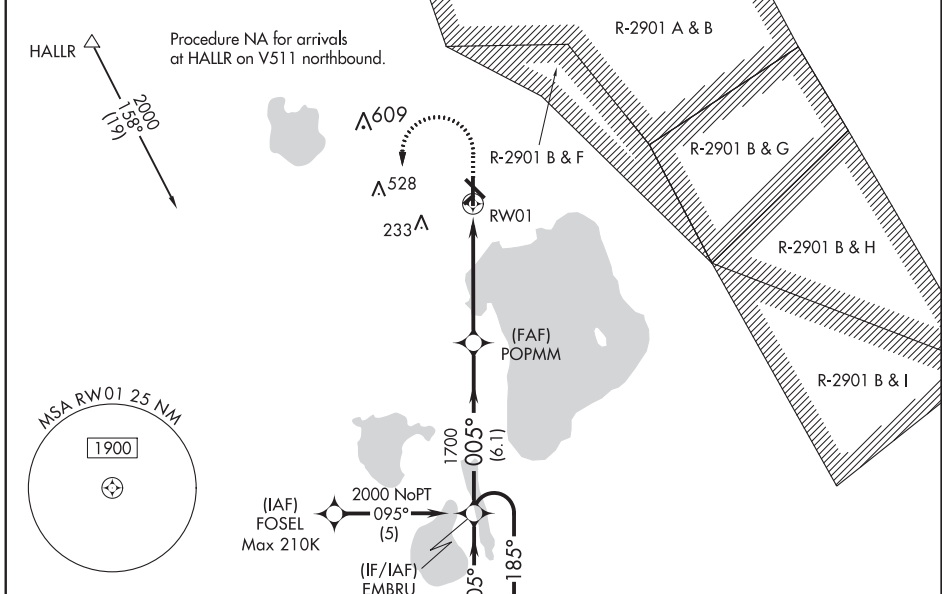 HALLR
2000
158°
(19)
Procedure NA for arrivals
at HALLR on V511 northbound.
R-2901 A & B
609
R-2901 B & F
R-2901 B & G
528
233
RW01
R-2901 B & H
(FAF)
POPMM
R-2901 B & I
MSA RW01 25 NM
1900
1700
005°
(6.1)
(IAF)
FOSEL
Max 210K
2000 NoPT
095°
(5)
(IF/IAF)
EMBRU
185°